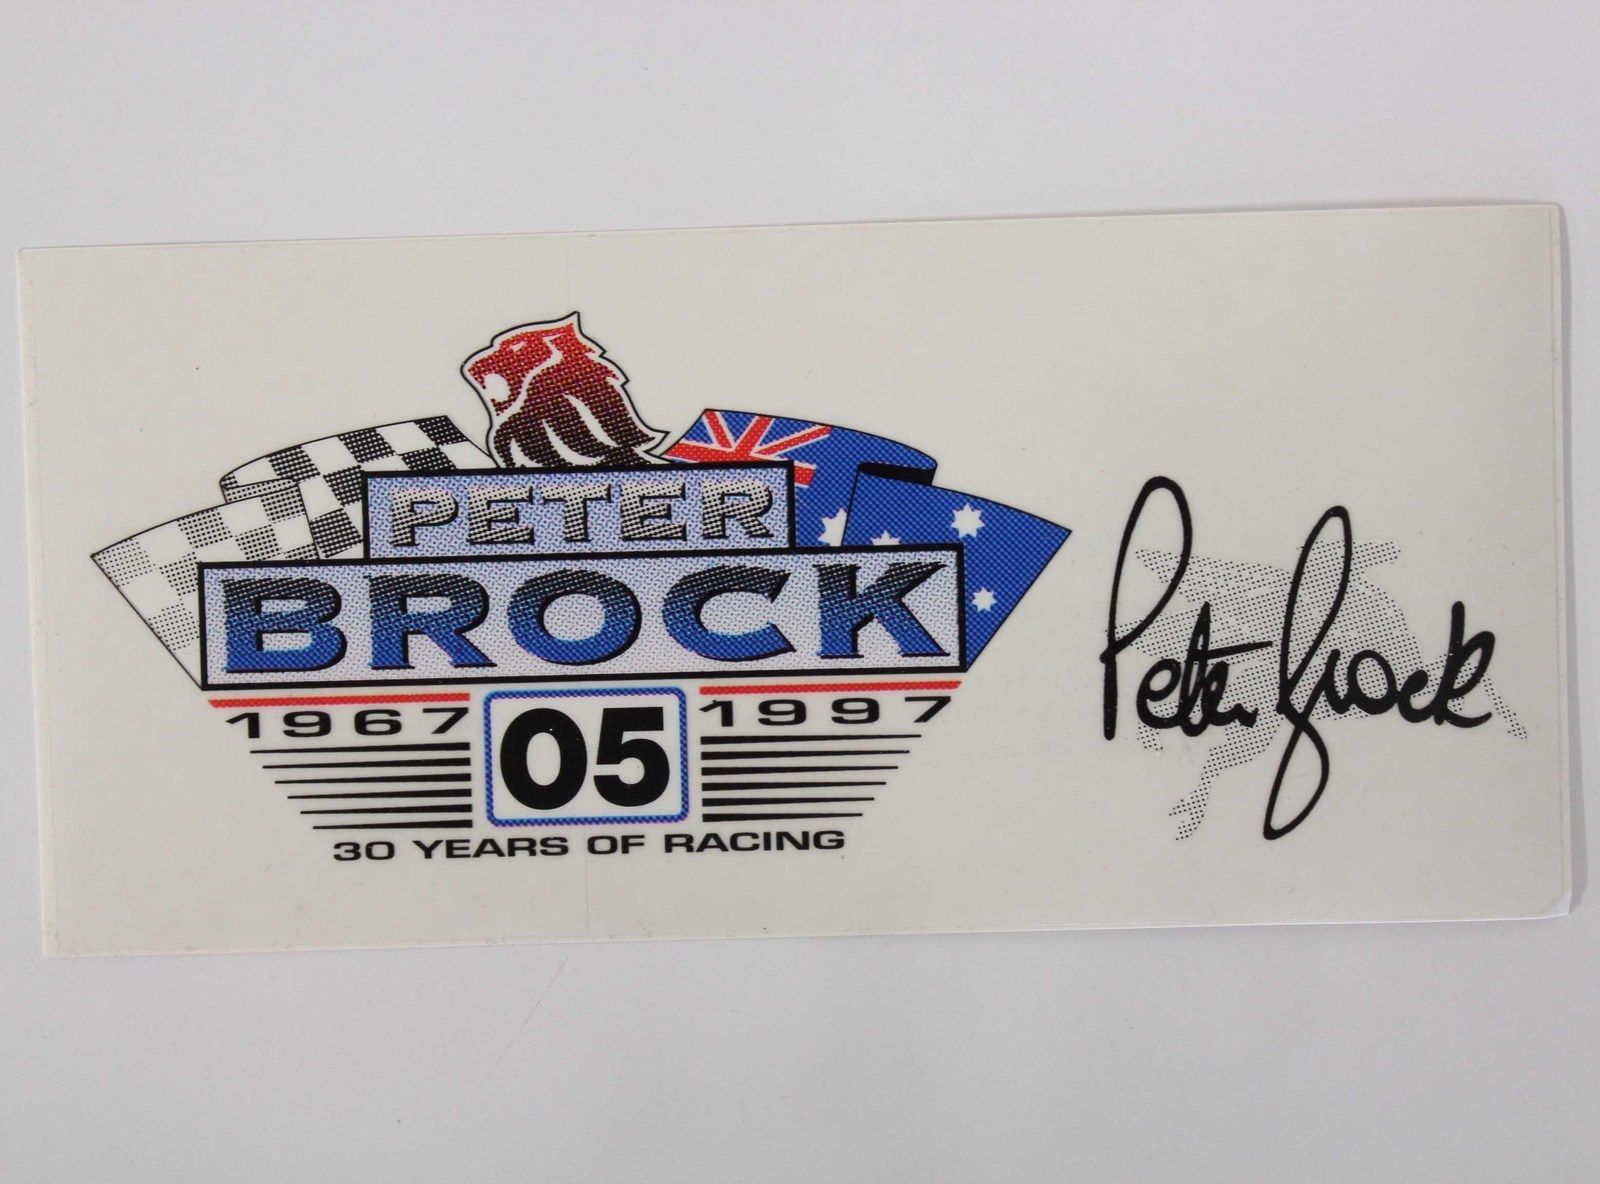 PETER
BROCK
1967 05 1997
30 YEARS OF RACING
Peter Brock